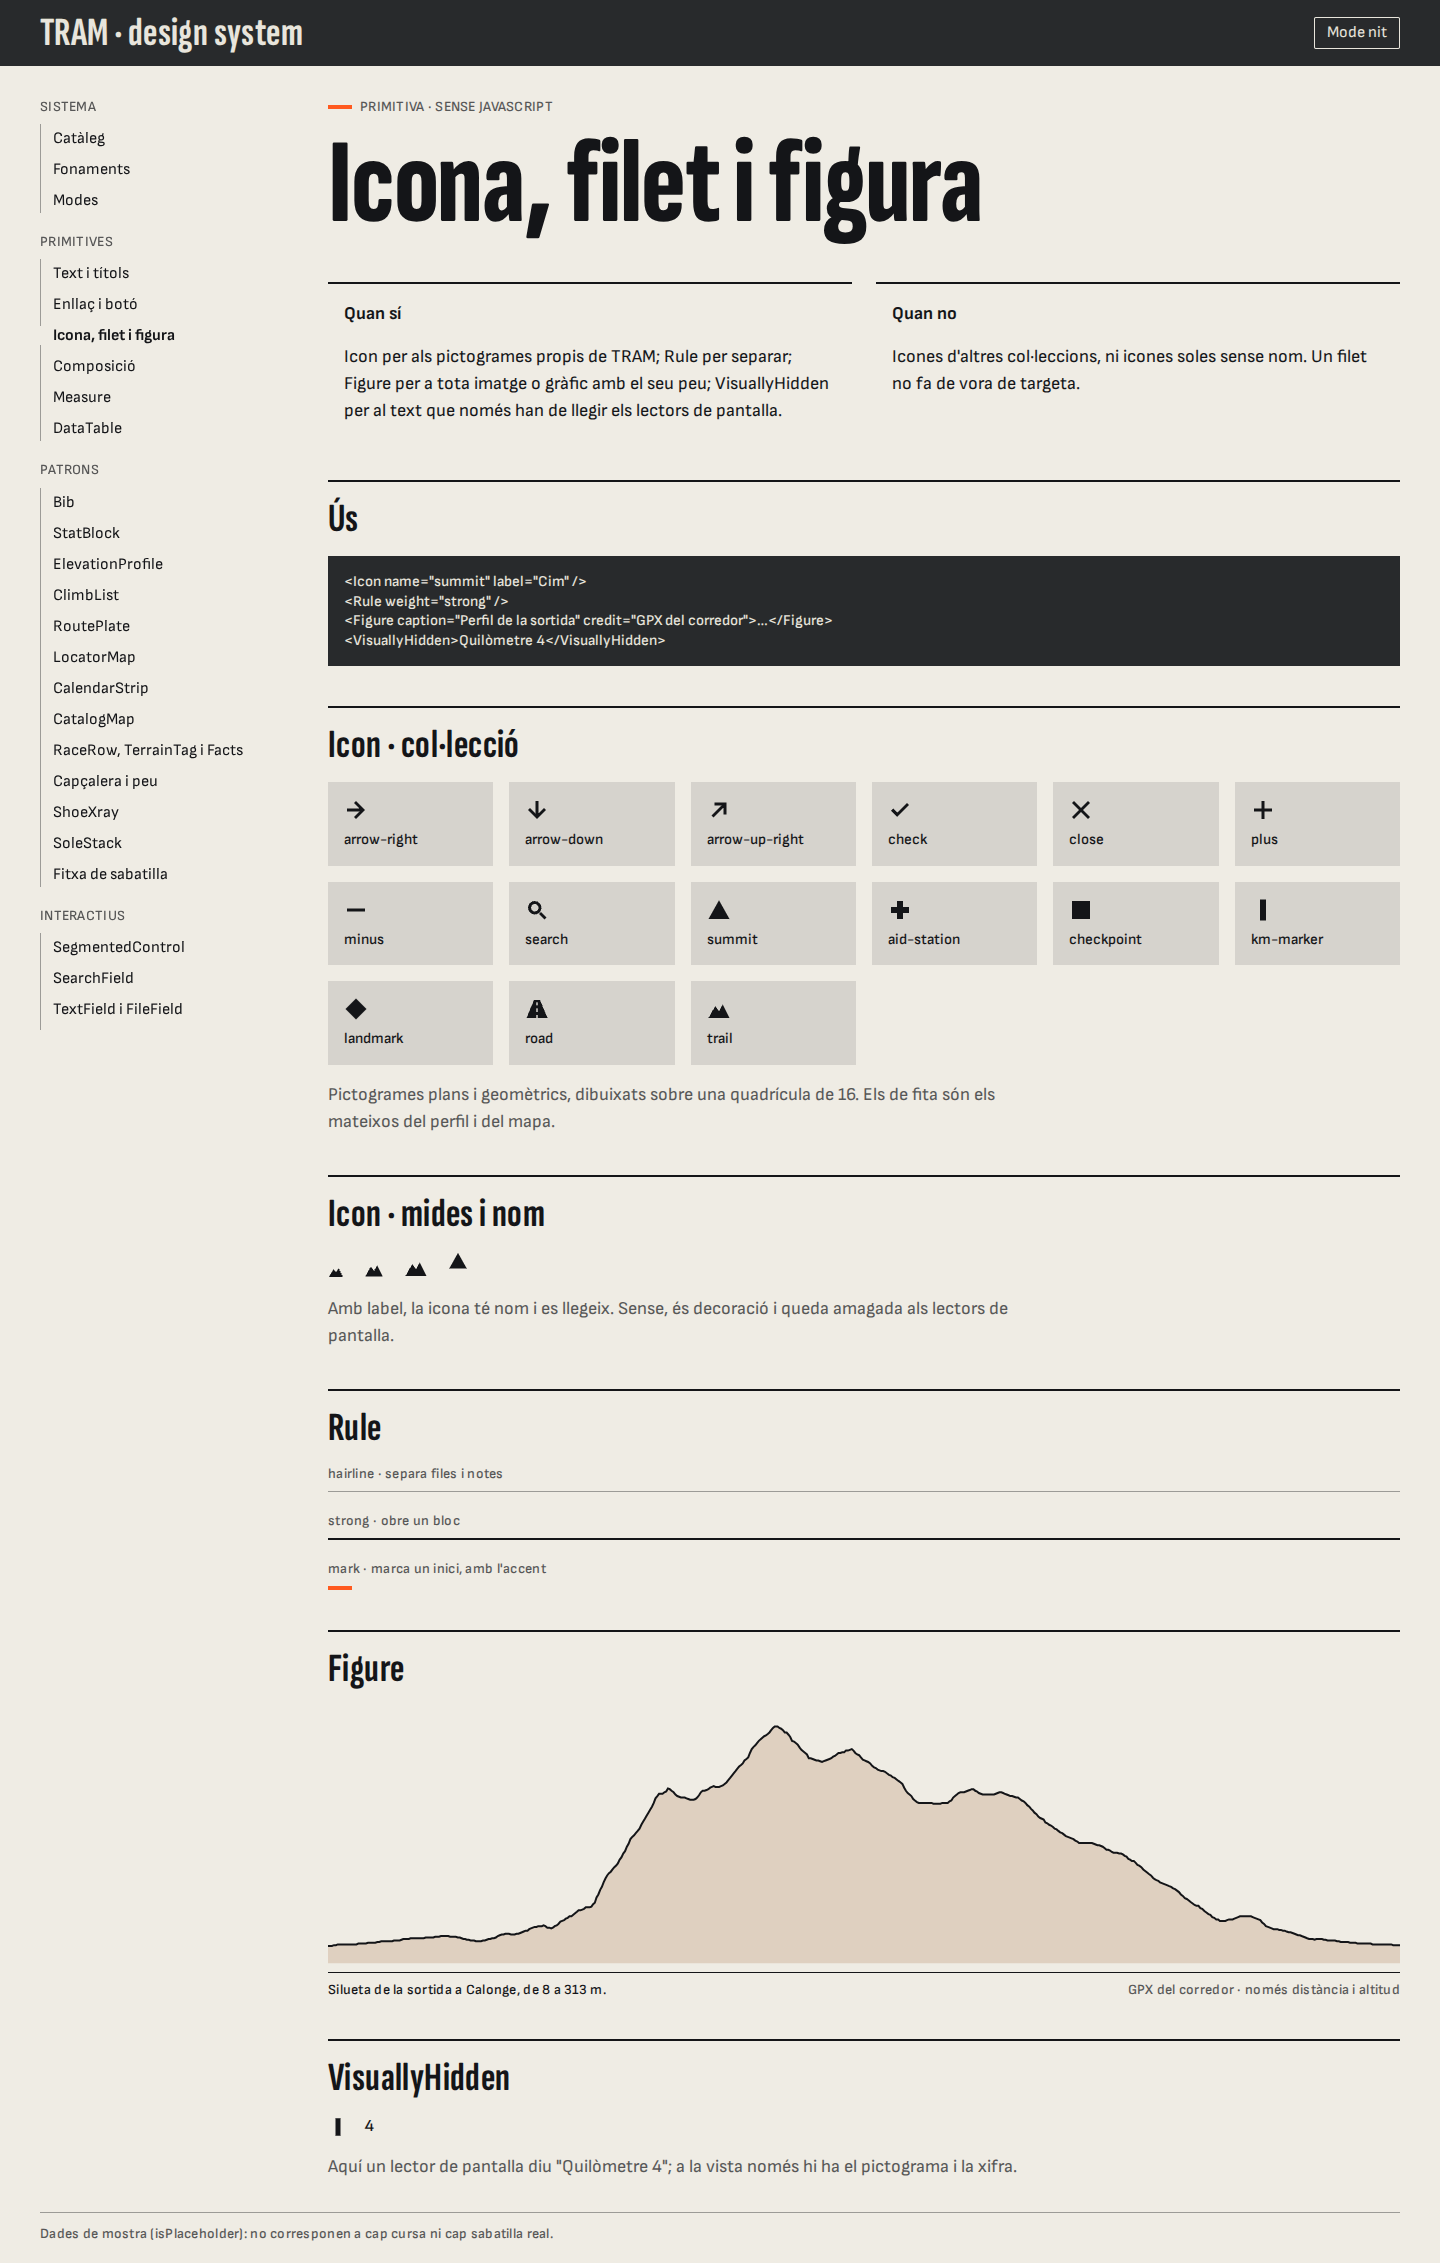 TRAM · design system
Mode nit
SISTEMA
Catàleg
Fonaments
Modes
PRIMITIVES
Text i títols
Enllaç i botó
Icona, filet i figura
Composició
Measure
DataTable
PATRONS
Bib
StatBlock
ElevationProfile
ClimbList
RoutePlate
LocatorMap
CalendarStrip
CatalogMap
RaceRow, TerrainTag i Facts
Capçalera i peu
ShoeXray
SoleStack
Fitxa de sabatilla
INTERACTIUS
SegmentedControl
SearchField
TextField i FileField
PRIMITIVA · SENSE JAVASCRIPT
Icona, filet i figura
Quan sí
Icon per als pictogrames propis de TRAM; Rule per separar;
Figure per a tota imatge o gràfic amb el seu peu; VisuallyHidden
per al text que només han de llegir els lectors de pantalla.
Quan no
Icones d'altres col·leccions, ni icones soles sense nom. Un filet
no fa de vora de targeta.
Ús
<Icon name="summit" label="Cim" />
<Rule weight="strong" />
<Figure caption="Perfil de la sortida" credit="GPX del corredor">…</Figure>
<VisuallyHidden>Quilòmetre 4</VisuallyHidden>
Icon · col·lecció
arrow-right
arrow-down
arrow-up-right
check
close
plus
minus
search
summit
aid-station
checkpoint
km-marker
landmark
road
trail
Pictogrames plans i geomètrics, dibuixats sobre una quadrícula de 16. Els de fita són els
mateixos del perfil i del mapa.
Icon · mides i nom
Amb label, la icona té nom i es llegeix. Sense, és decoració i queda amagada als lectors de
pantalla.
Rule
hairline · separa files i notes
strong · obre un bloc
mark · marca un inici, amb l'accent
Figure
Silueta de la sortida a Calonge, de 8 a 313 m.
GPX del corredor · només distància i altitud
VisuallyHidden
4
Aquí un lector de pantalla diu "Quilòmetre 4"; a la vista només hi ha el pictograma i la xifra.
Dades de mostra (isPlaceholder): no corresponen a cap cursa ni cap sabatilla real.